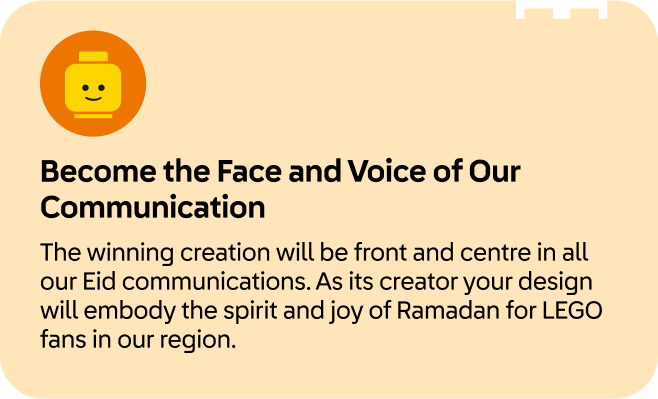 Become the Face and Voice of Our
Communication
The winning creation will be front and centre in all
our Eid communications. As its creator your design
will embody the spirit and joy of Ramadan for LEGO
fans in our region.